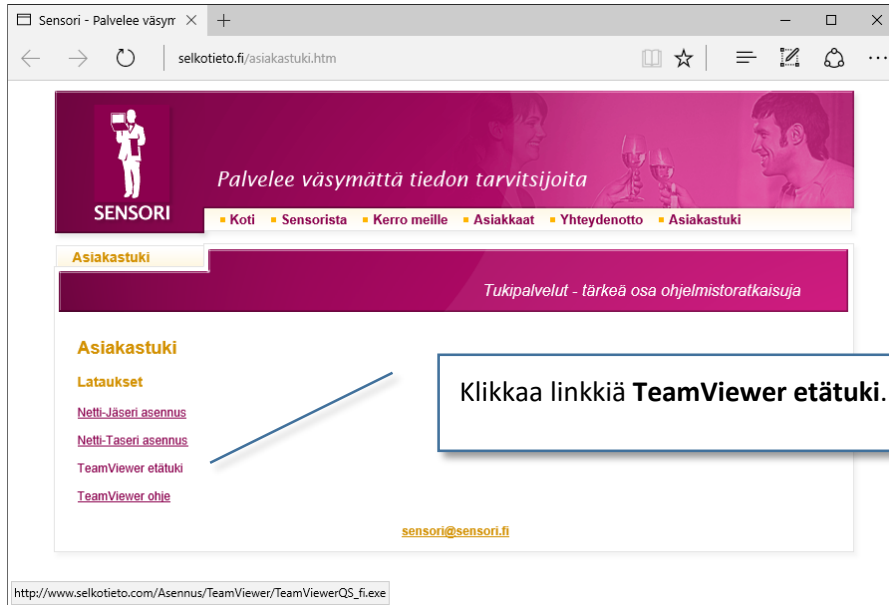 Sensori - Palvelee väsym
selkotieto.fi/asiakastuki.htm
Palvelee väsymättä tiedon tarvitsijoita
SENSORI
Koti Sensorista Kerro meille Asiakkaat Yhteydenotto Asiakastuki
Asiakastuki
Tukipalvelut - tärkeä osa ohjelmistoratkaisuja
Asiakastuki
Lataukset
Netti-Jäseri asennus
Netti-Taseri asennus
TeamViewer etätuki
TeamViewer ohje
Klikkaa linkkiä TeamViewer etätuki.
sensori@sensori.fi
http://www.selkotieto.com/Asennus/TeamViewer/TeamViewerQS_fi.exe